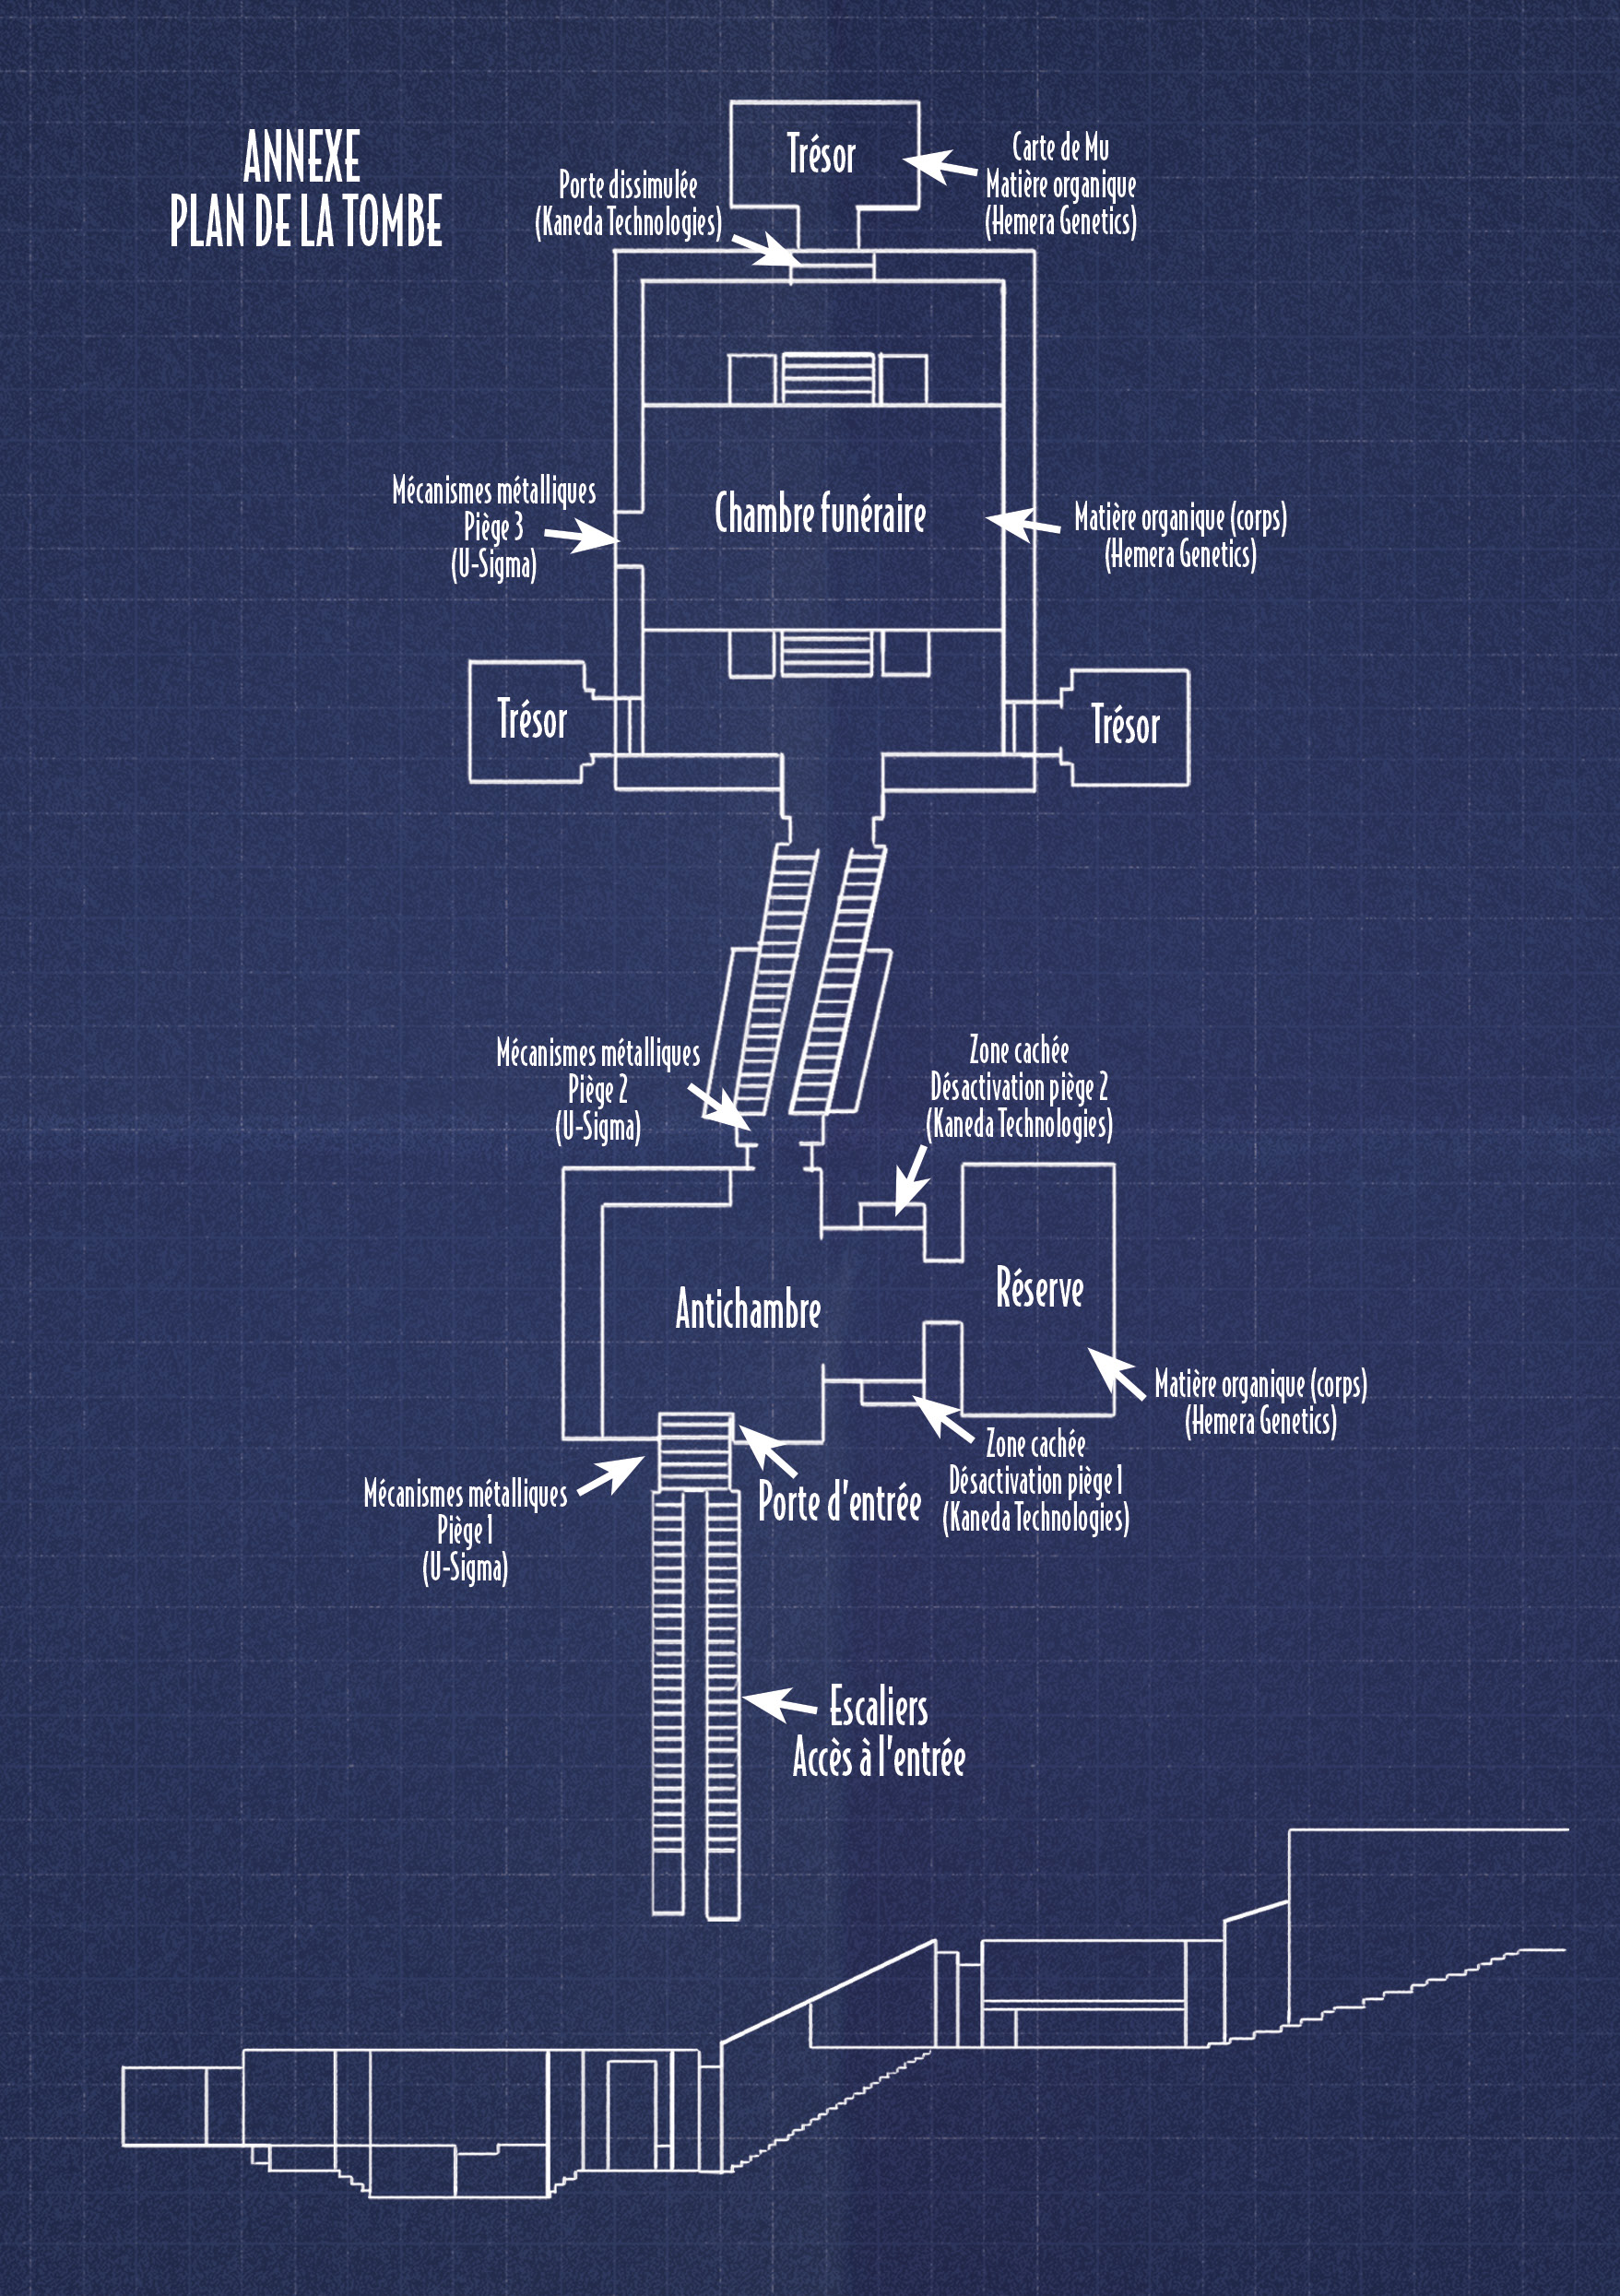 ANNEXE
PLAN DE LA TOMBE
Trésor
Carte de Mu
Matière organique
(Hemera Genetics)
Porte dissimulée
(Kaneda Technologies)
Mécanismes métalliques
Piège 3
(U-Sigma)
Chambre funéraire
Matière organique (corps)
(Hemera Genetics)
Trésor
Trésor
Mécanismes métalliques
Piège 2
(U-Sigma)
Zone cachée
Désactivation piège 2
(Kaneda Technologies)
Antichambre
Réserve
Matière organique (corps)
(Hemera Genetics)
Zone cachée
Désactivation piège 1
(Kaneda Technologies)
Porte d'entrée
Mécanismes métalliques
Piège 1
(U-Sigma)
Escaliers
Accès à l'entrée